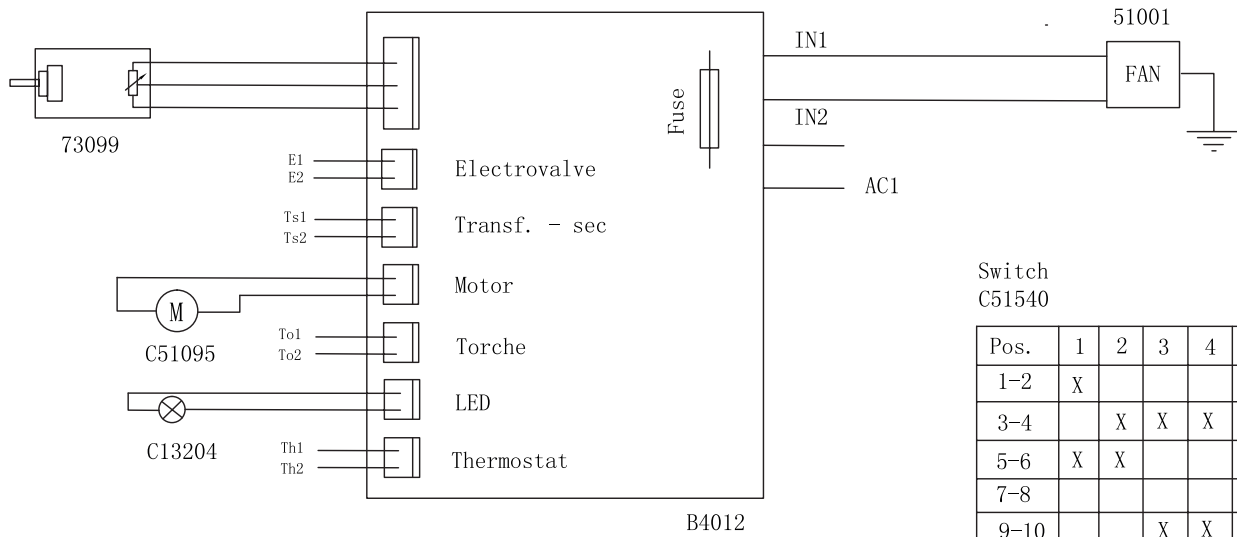 51001
IN1
FAN
Fuse
IN2
73099
E1
E2
Electrovalve
AC1
Ts1
Ts2
Transf. - sec
Motor
M
C51095
To1
To2
Torche
LED
C13204
Th1
Th2
Thermostat
B4012
Switch
C51540
Pos. 1 2 3 4
1-2 X
3-4 X X X
5-6 X X
7-8
9-10 X X